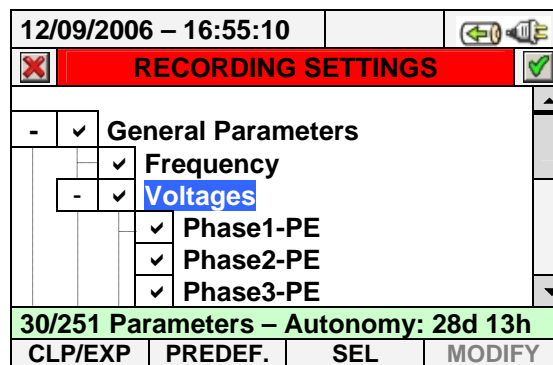 12/09/2006 – 16:55:10
RECORDING SETTINGS
- General Parameters
Frequency
- Voltages
Phase1-PE
Phase2-PE
Phase3-PE
30/251 Parameters – Autonomy: 28d 13h
CLP/EXP PREDEF. SEL MODIFY